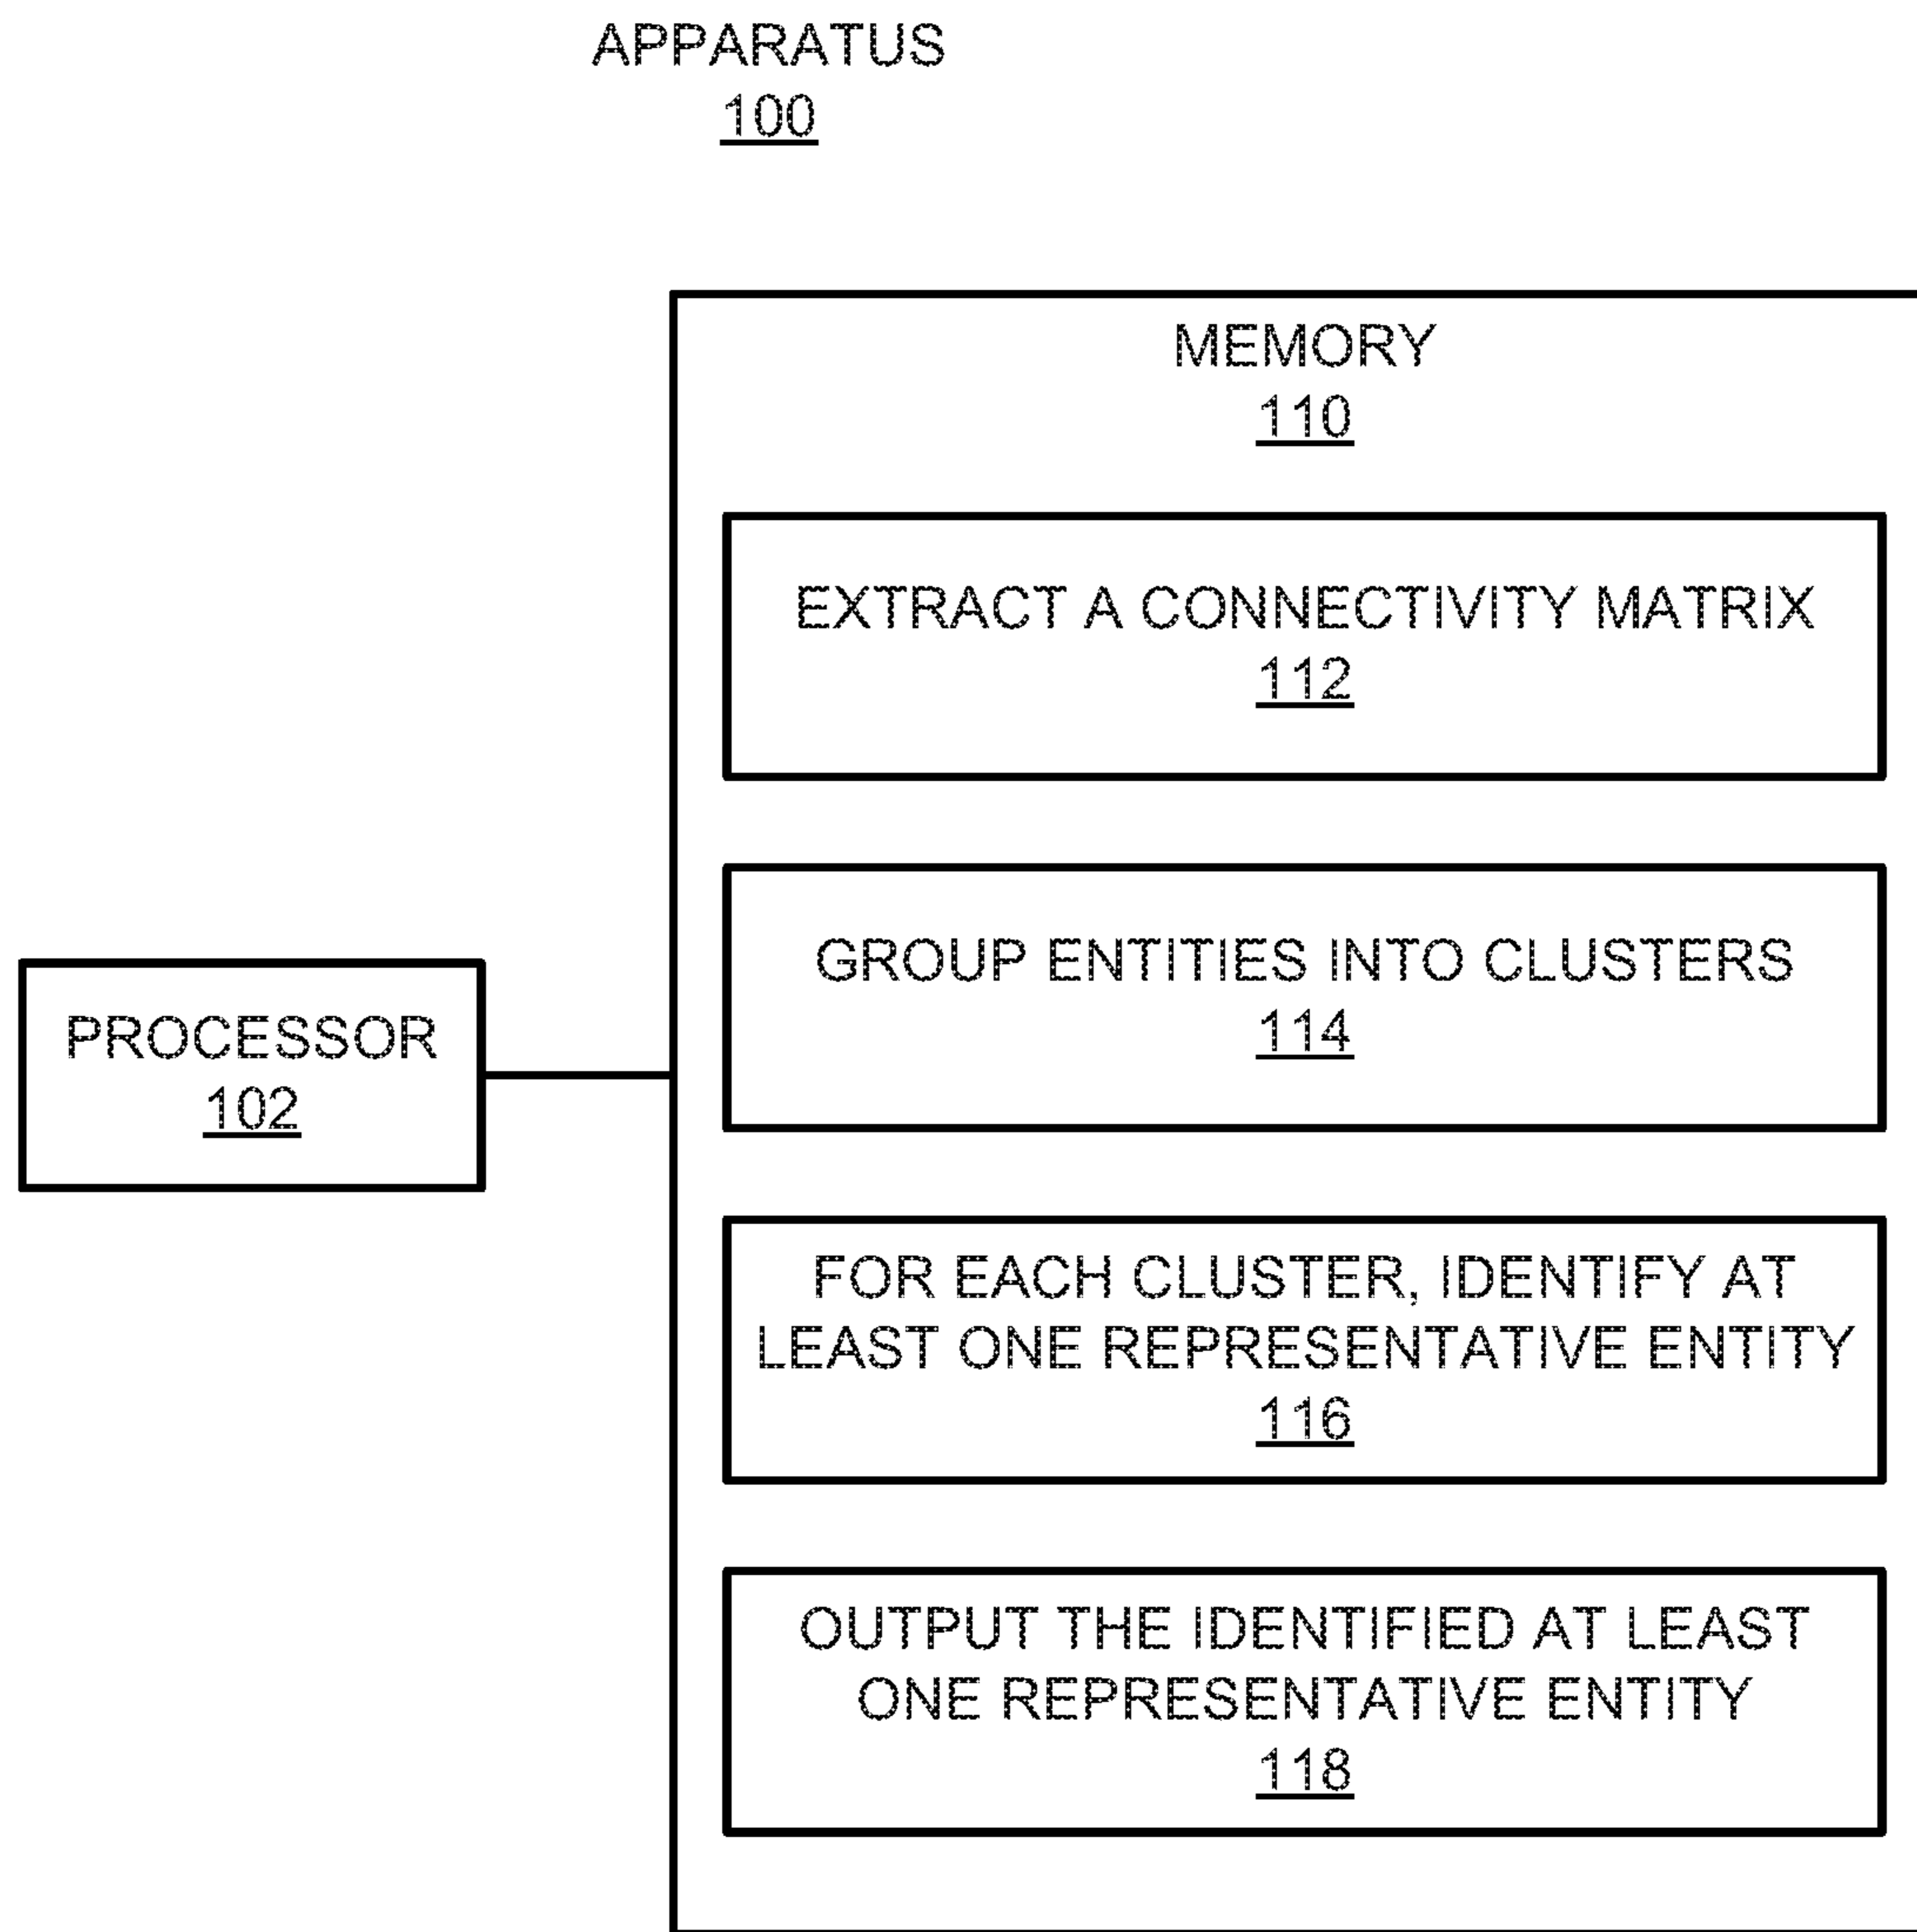 APPARATUS
100
MEMORY
110
EXTRACT A CONNECTIVITY MATRIX
112
GROUP ENTITIES INTO CLUSTERS
114
PROCESSOR
102
FOR EACH CLUSTER, IDENTIFY AT
LEAST ONE REPRESENTATIVE ENTITY
116
OUTPUT THE IDENTIFIED AT LEAST
ONE REPRESENTATIVE ENTITY
118